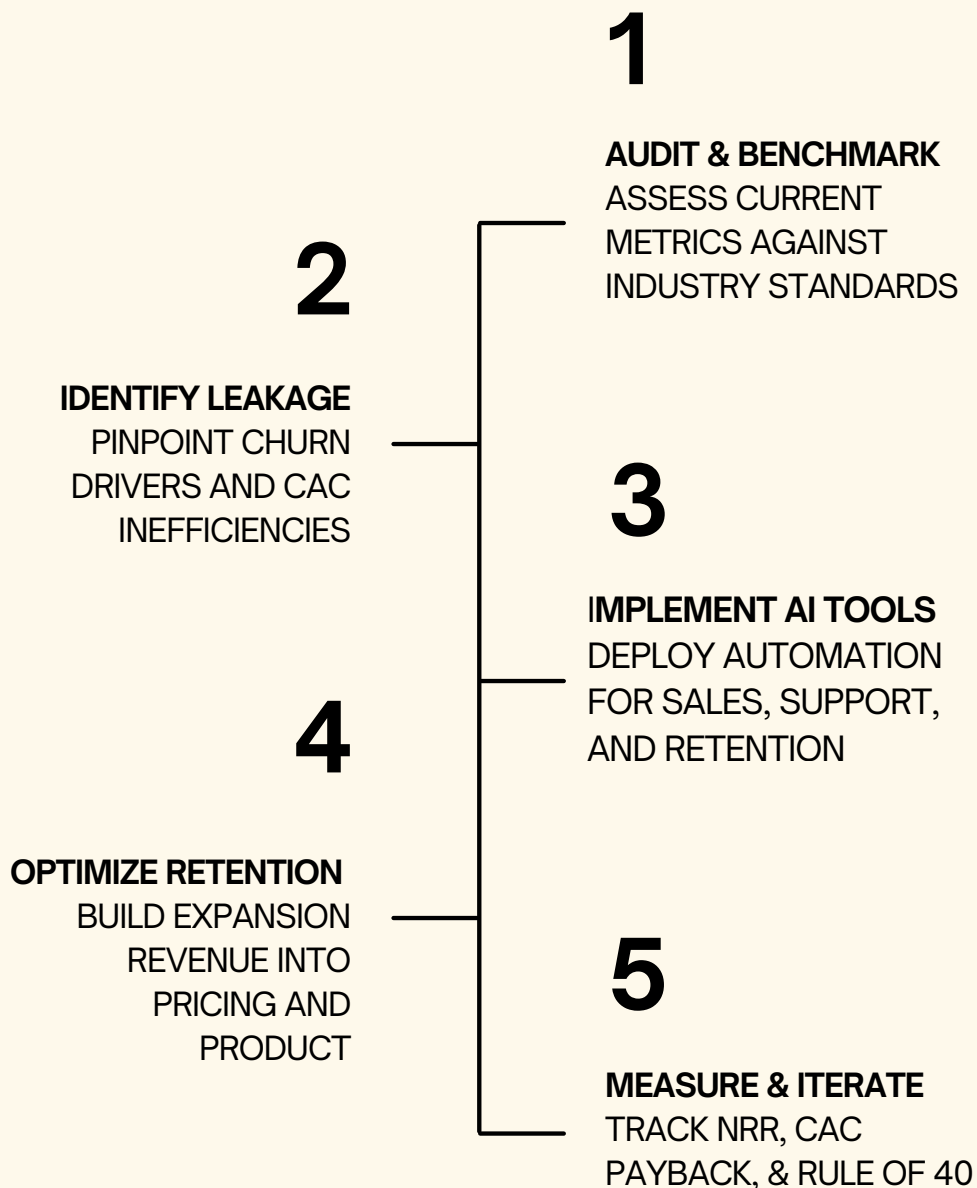 1
AUDIT & BENCHMARK
ASSESS CURRENT
METRICS AGAINST
INDUSTRY STANDARDS
2
IDENTIFY LEAKAGE
PINPOINT CHURN
DRIVERS AND CAC
INEFFICIENCIES
3
IMPLEMENT AI TOOLS
DEPLOY AUTOMATION
FOR SALES, SUPPORT,
AND RETENTION
4
OPTIMIZE RETENTION
BUILD EXPANSION
REVENUE INTO
PRICING AND
PRODUCT
5
MEASURE & ITERATE
TRACK NRR, CAC
PAYBACK, & RULE OF 40